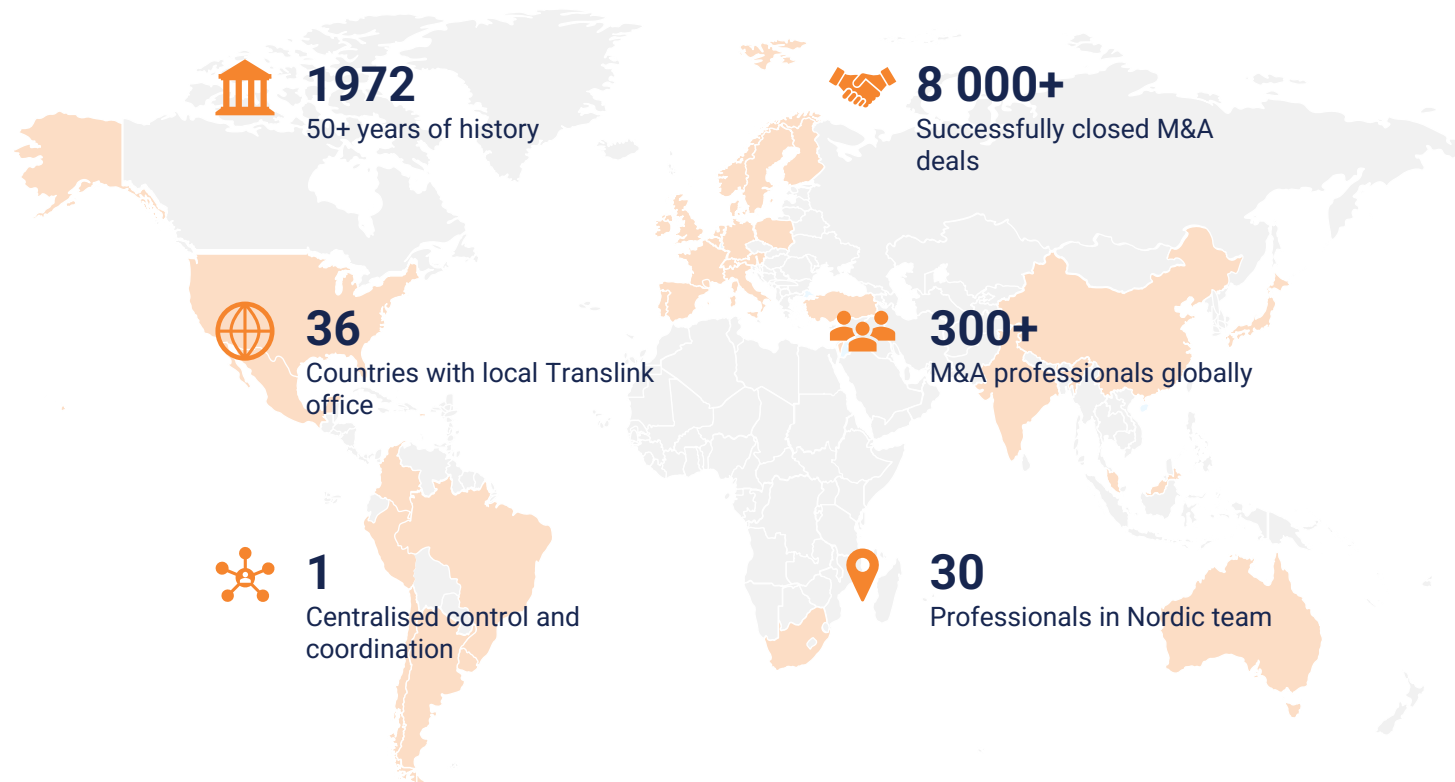 1972
50+ years of history
8 000+
Successfully closed M&A
deals
36
Countries with local Translink
office
300+
M&A professionals globally
1
Centralised control and
coordination
30
Professionals in Nordic team